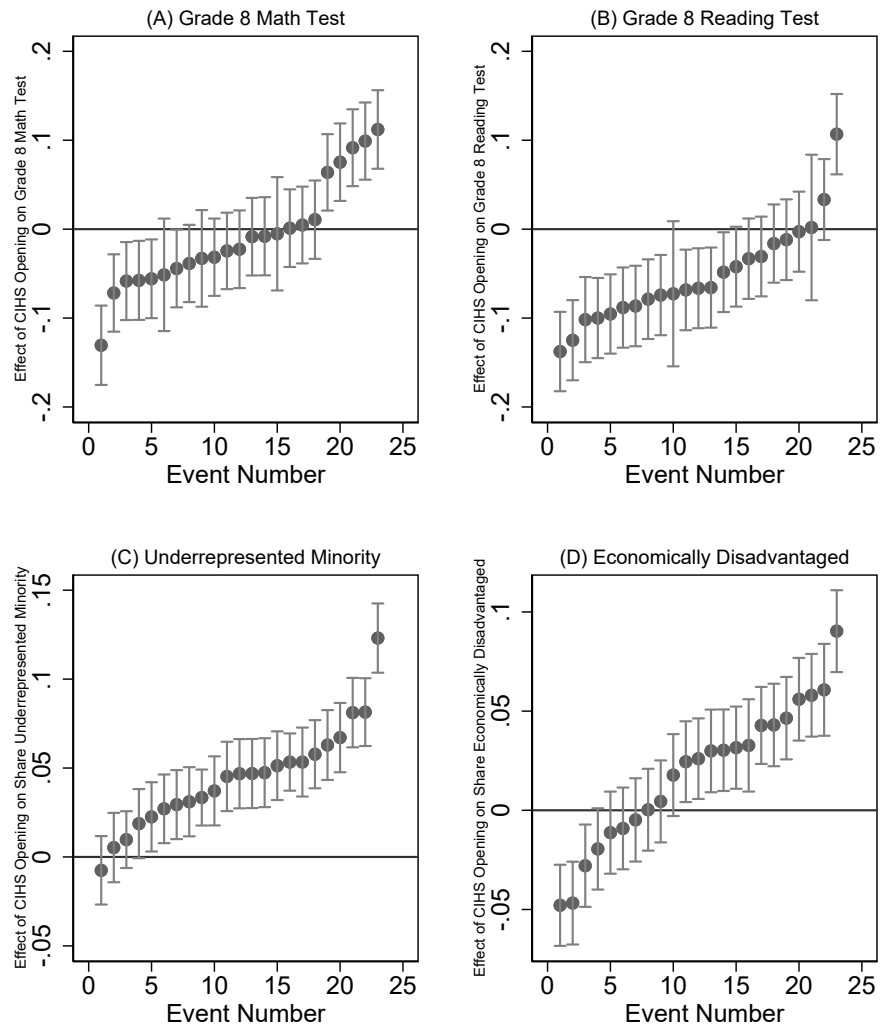 (A) Grade 8 Math Test
Effect of CIHS Opening on Grade 8 Math Test
.2
.1
0
-.1
-.2
0 5 10 15 20 25
Event Number
(B) Grade 8 Reading Test
Effect of CIHS Opening on Grade 8 Reading Test
.2
.1
0
-.1
-.2
0 5 10 15 20 25
Event Number
(C) Underrepresented Minority
Effect of CIHS Opening on Share Underrepresented Minority
.15
.1
.05
0
-.05
0 5 10 15 20 25
Event Number
(D) Economically Disadvantaged
Effect of CIHS Opening on Share Economically Disadvantaged
.1
.05
0
-.05
0 5 10 15 20 25
Event Number